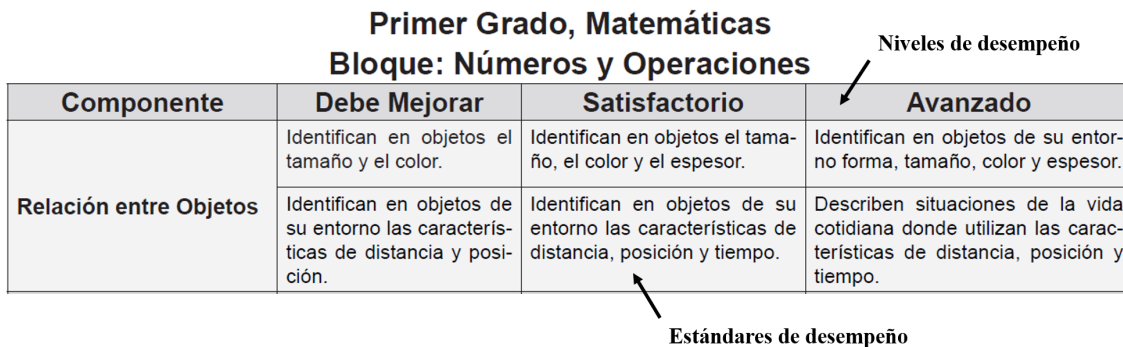 Primer Grado, Matemáticas
Bloque: Números y Operaciones
Niveles de desempeño
Componente
Debe Mejorar
Satisfactorio
Avanzado
Relación entre Objetos
Identifican en objetos el
tamaño y el color.
Identifican en objetos el tama-
ño, el color y el espesor.
Identifican en objetos de su entor-
no forma, tamaño, color y espesor.
Identifican en objetos de
su entorno las caracterís-
ticas de distancia y posi-
ción.
Identifican en objetos de su
entorno las características de
distancia, posición y tiempo.
Describen situaciones de la vida
cotidiana donde utilizan las carac-
terísticas de distancia, posición y
tiempo.
Estándares de desempeño